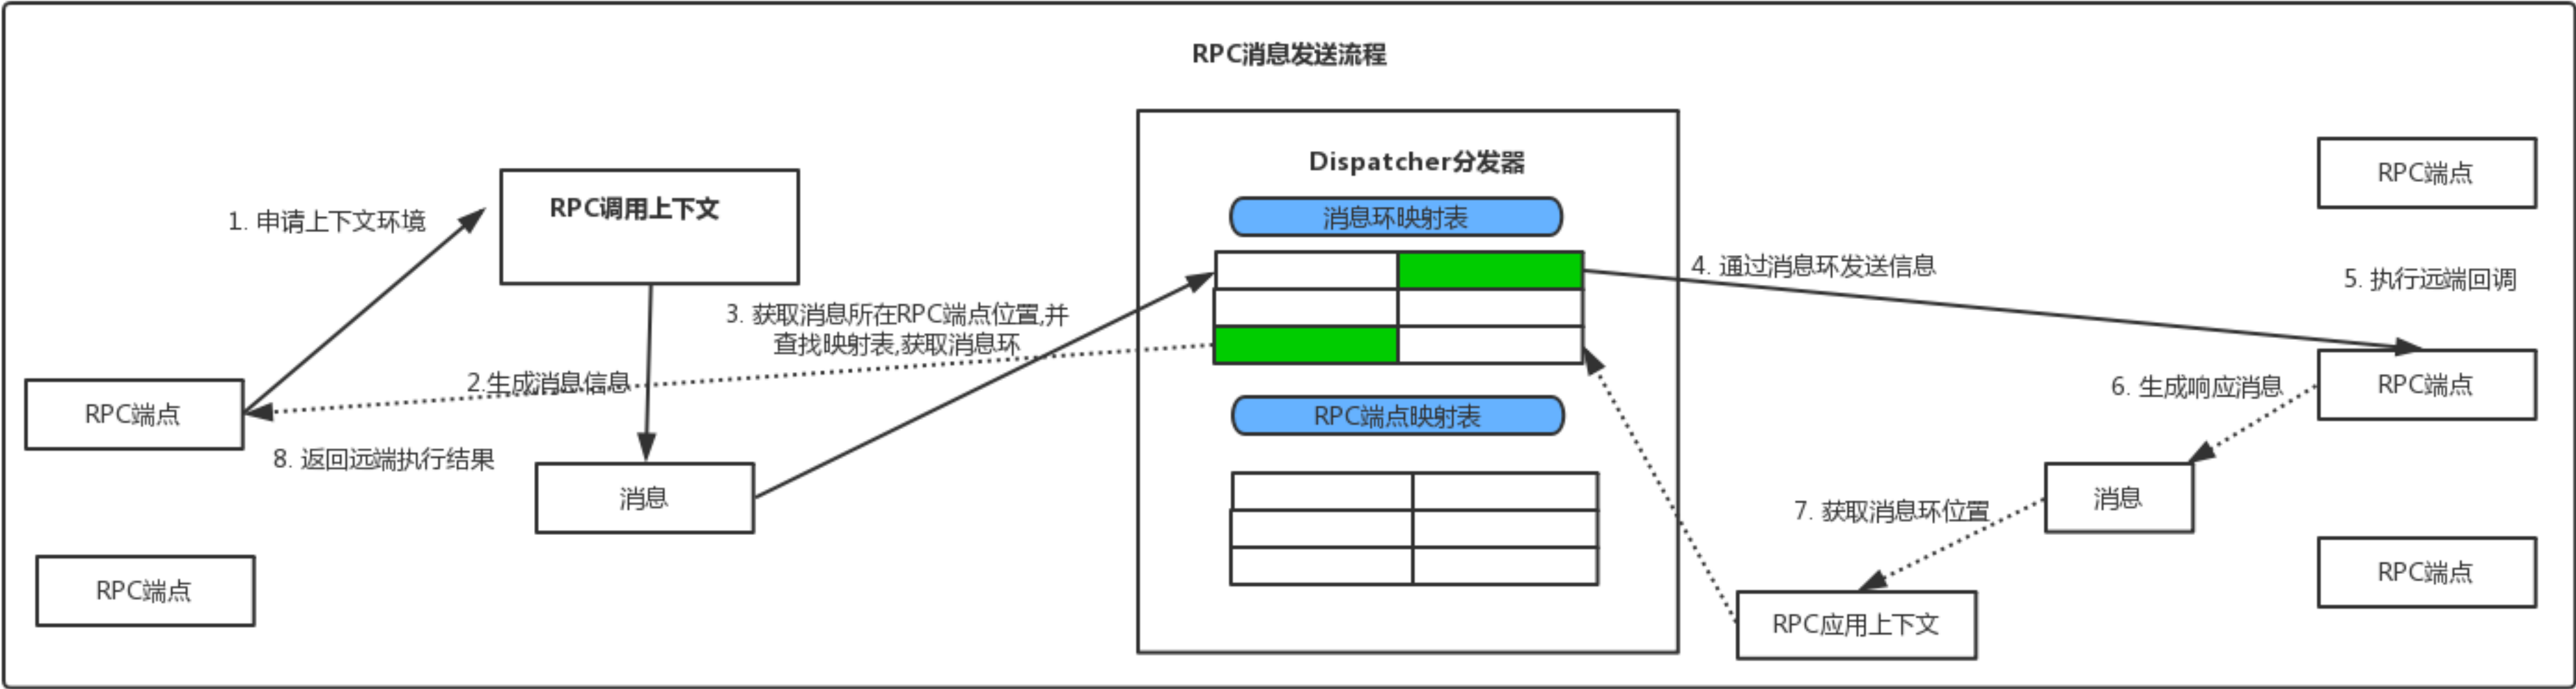 RPC消息发送流程
Dispatcher分发器
RPC端点
RPC调用上下文
消息环映射表
1. 申请上下文环境
4. 通过消息环发送信息
5. 执行远端回调
3. 获取消息所在RPC端点位置,并
查找映射表,获取消息环
2.生成消息信息
RPC端点
6. 生成响应消息
RPC端点
RPC端点映射表
8. 返回远端执行结果
消息
消息
7. 获取消息环位置
RPC端点
RPC端点
RPC应用上下文